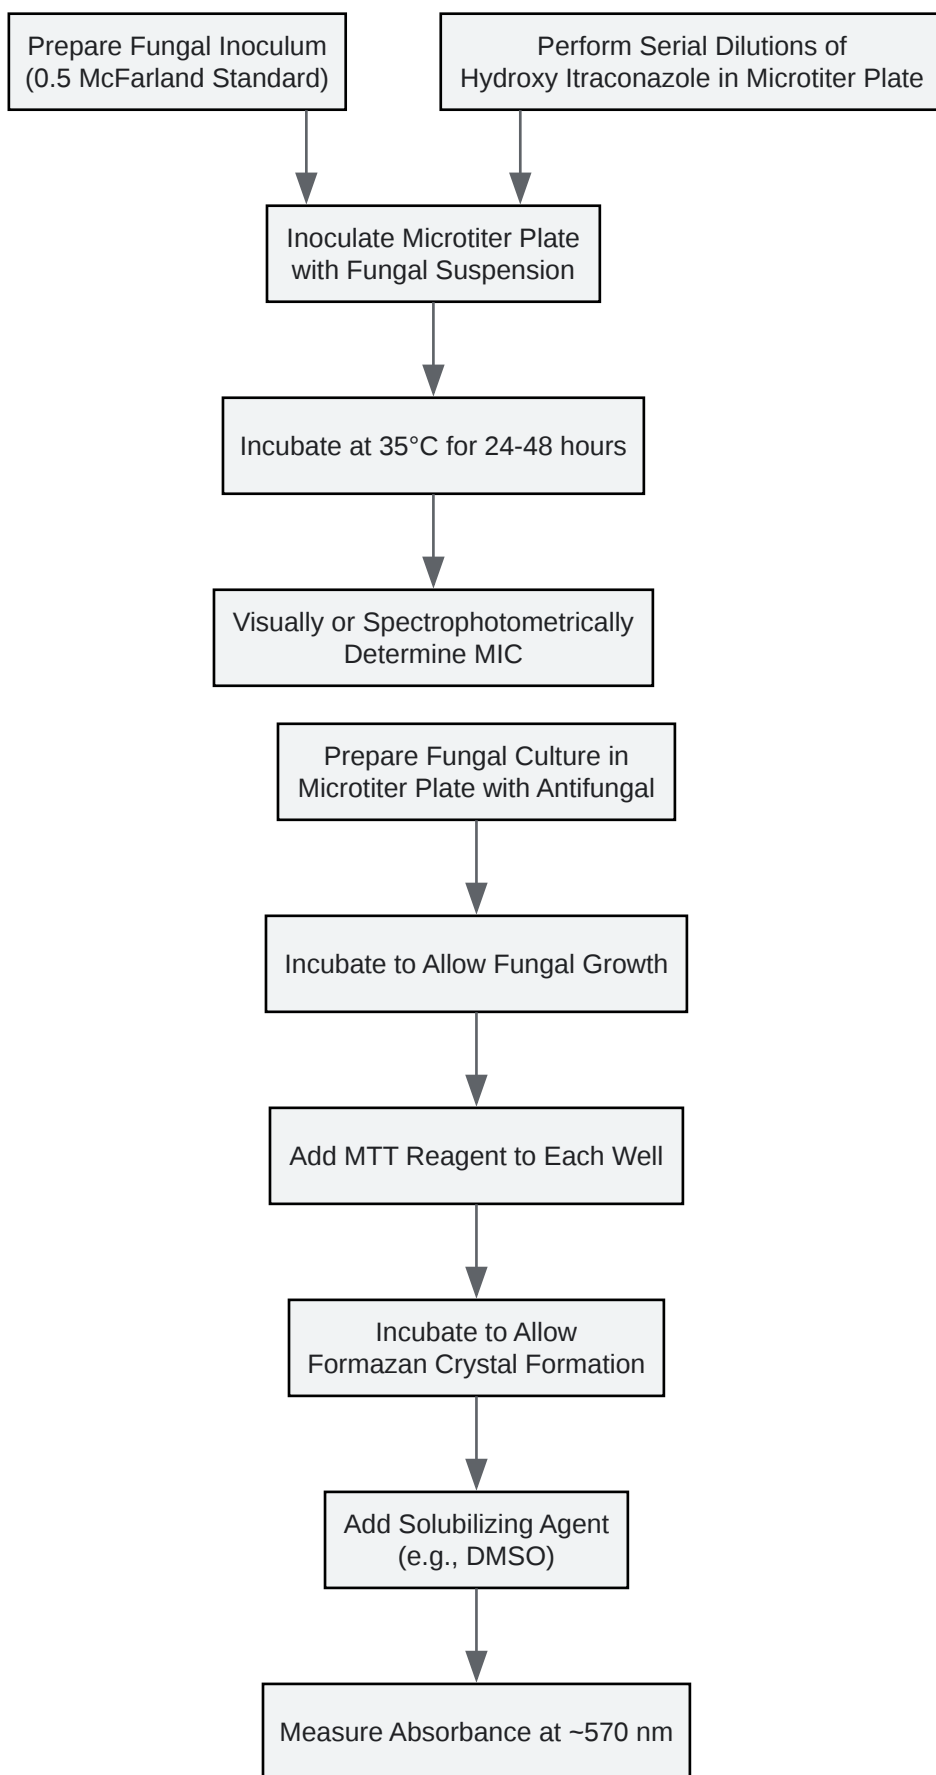 Prepare Fungal Inoculum
(0.5 McFarland Standard)
Perform Serial Dilutions of
Hydroxy Itraconazole in Microtiter Plate
Inoculate Microtiter Plate
with Fungal Suspension
Incubate at 35°C for 24-48 hours
Visually or Spectrophotometrically
Determine MIC
Prepare Fungal Culture in
Microtiter Plate with Antifungal
Incubate to Allow Fungal Growth
Add MTT Reagent to Each Well
Incubate to Allow
Formazan Crystal Formation
Add Solubilizing Agent
(e.g., DMSO)
Measure Absorbance at ~570 nm